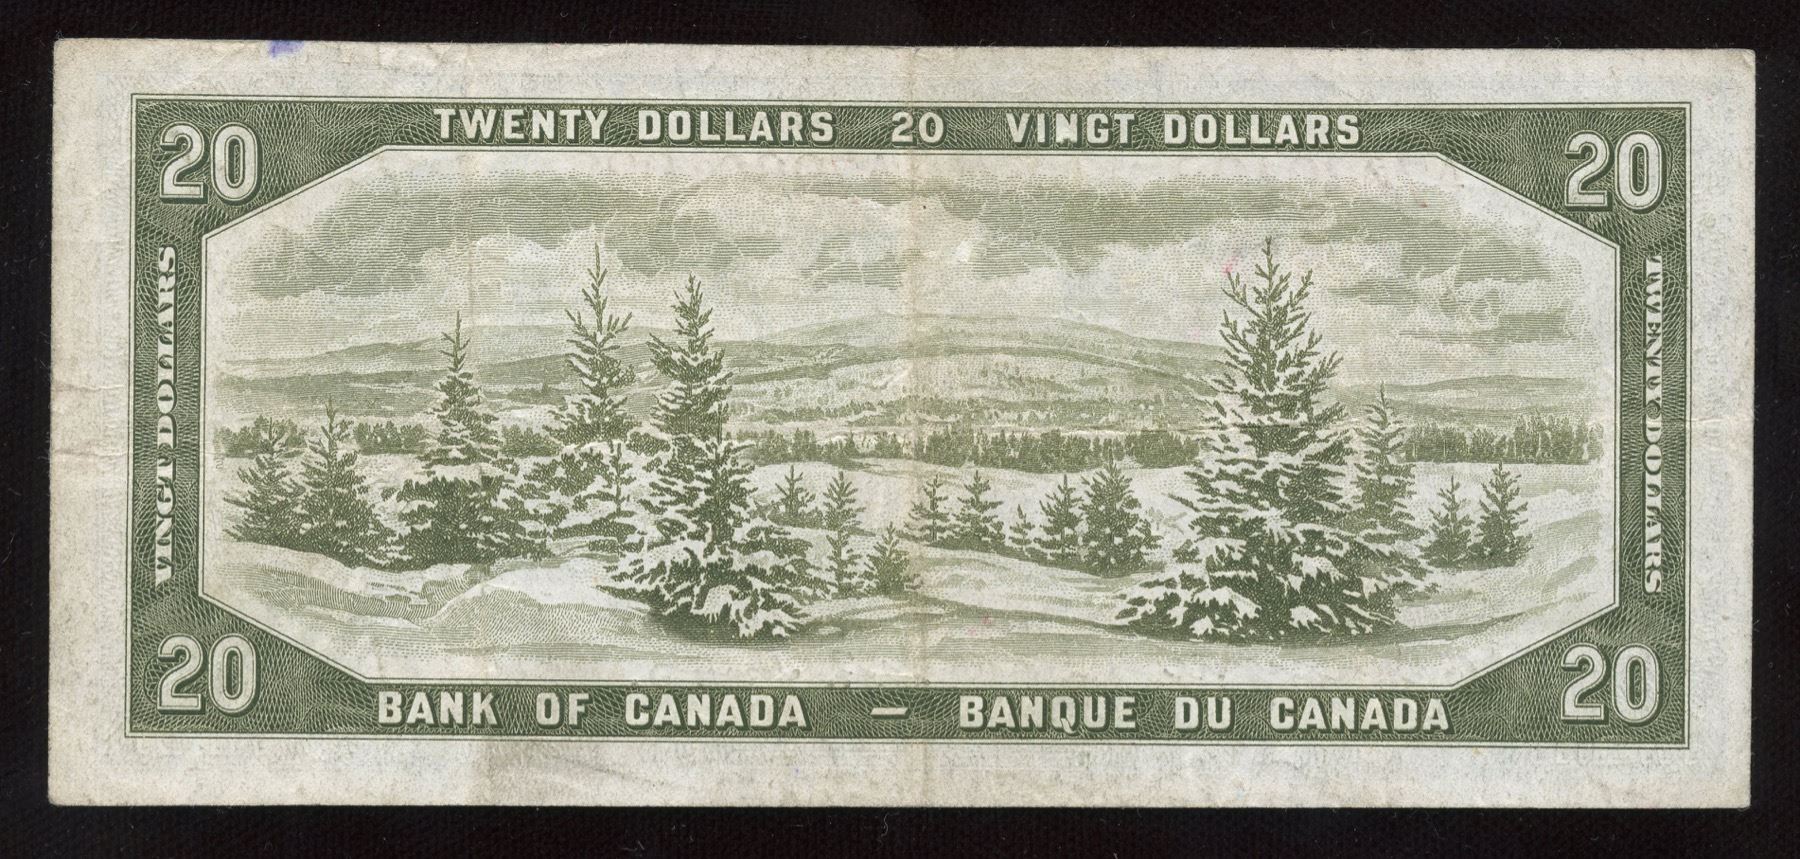 20 TWENTY DOLLARS 20 VINGT DOLLARS 20
VINGT DOLLARS
TWENTY DOLLARS
20 BANK OF CANADA — BANQUE DU CANADA 20